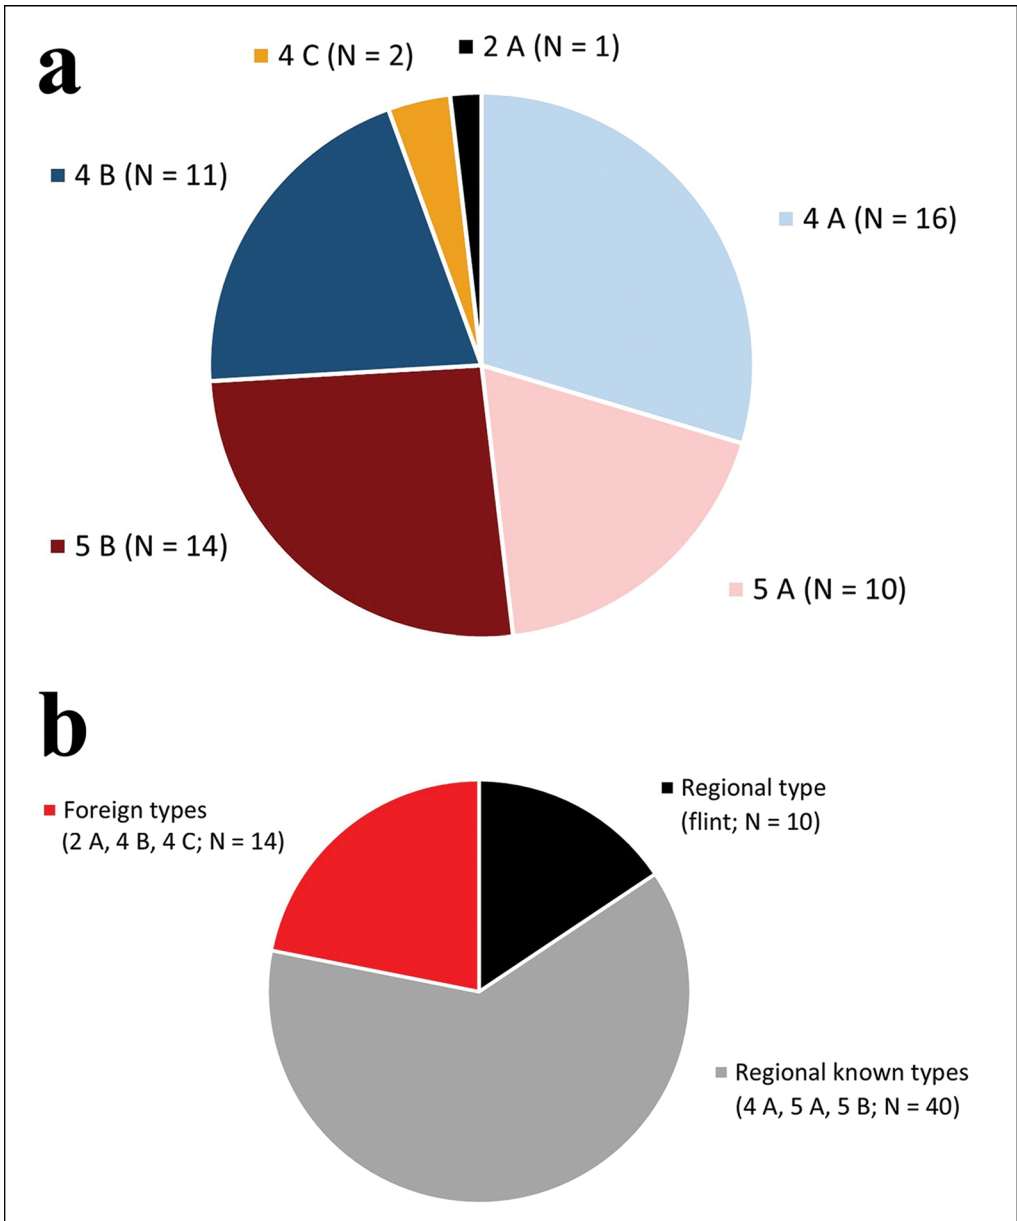 a
4 C (N = 2)
2 A (N = 1)
4 B (N = 11)
4 A (N = 16)
5 B (N = 14)
5 A (N = 10)
b
Regional type
(flint; N = 10)
Foreign types
(2 A, 4 B, 4 C; N = 14)
Regional known types
(4 A, 5 A, 5 B; N = 40)